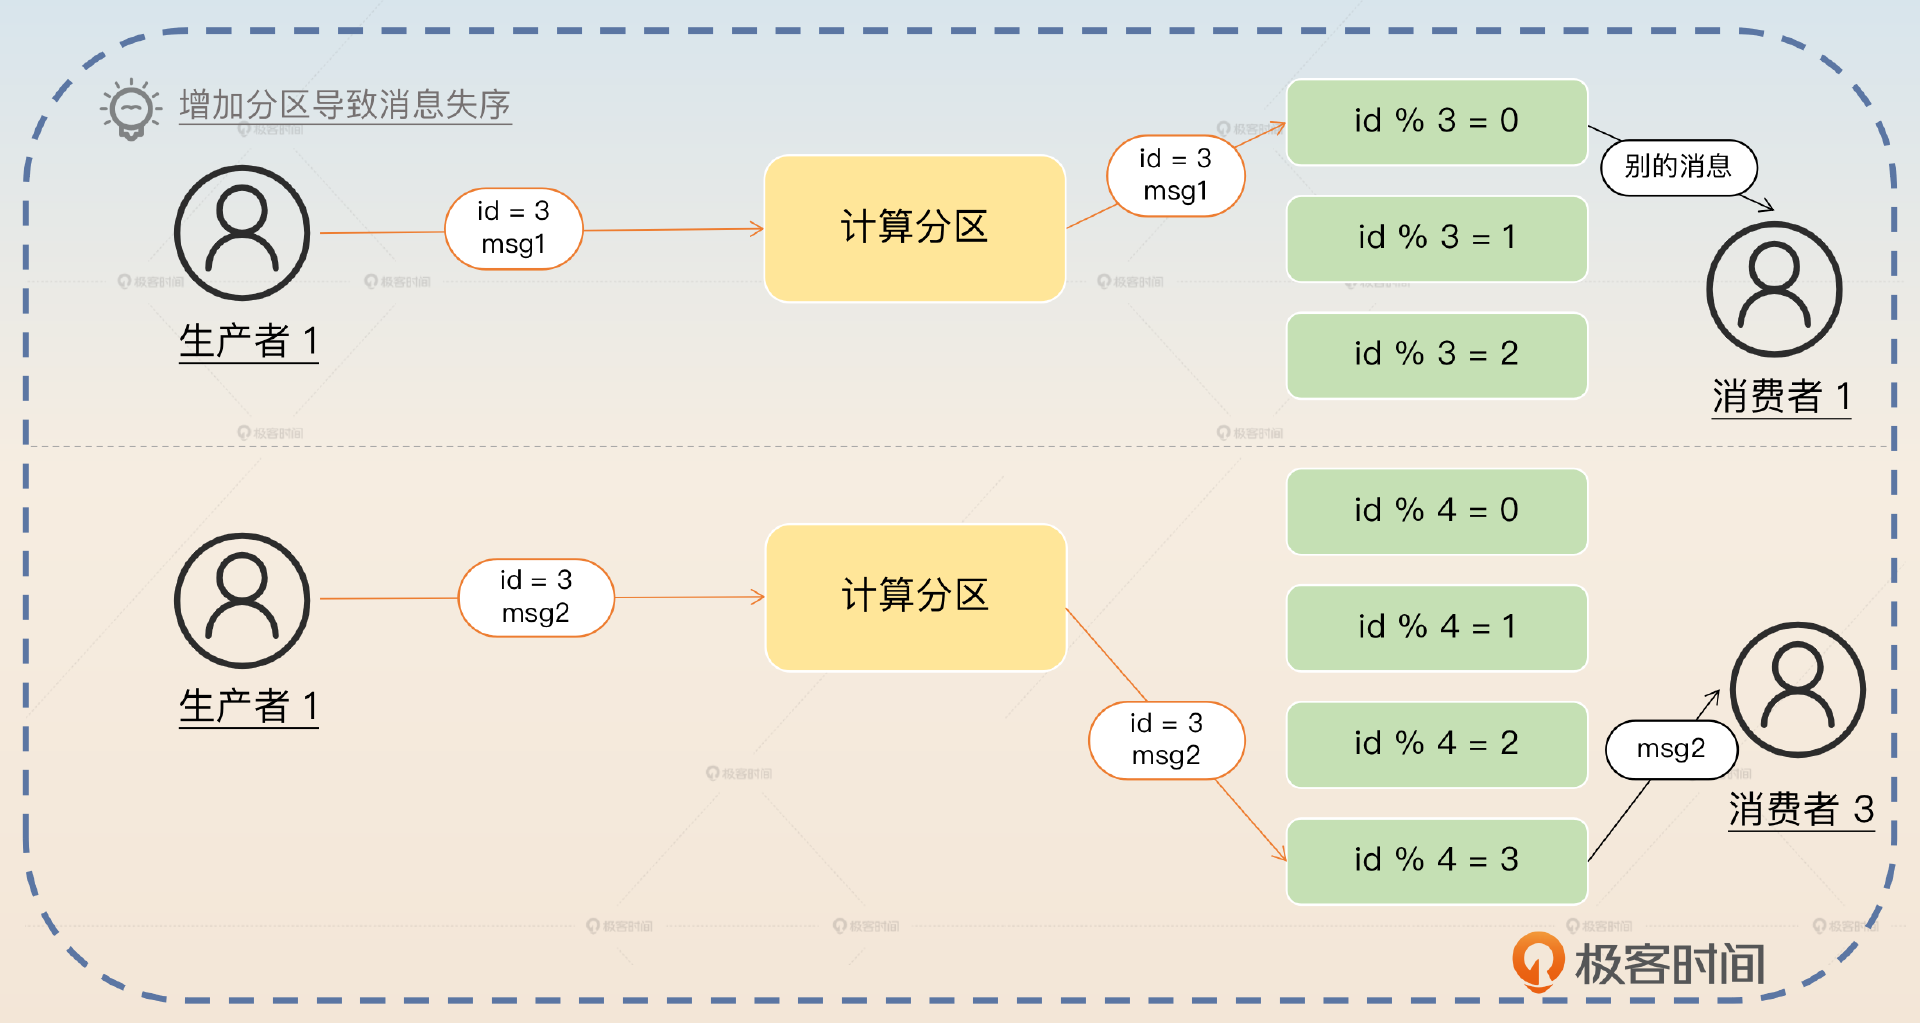 增加分区导致消息失序
生产者 1
id = 3
msg1
计算分区
id = 3
msg1
id % 3 = 0
id % 3 = 1
id % 3 = 2
别的消息
消费者 1
生产者 1
id = 3
msg2
计算分区
id = 3
msg2
id % 4 = 0
id % 4 = 1
id % 4 = 2
id % 4 = 3
msg2
消费者 3
极客时间